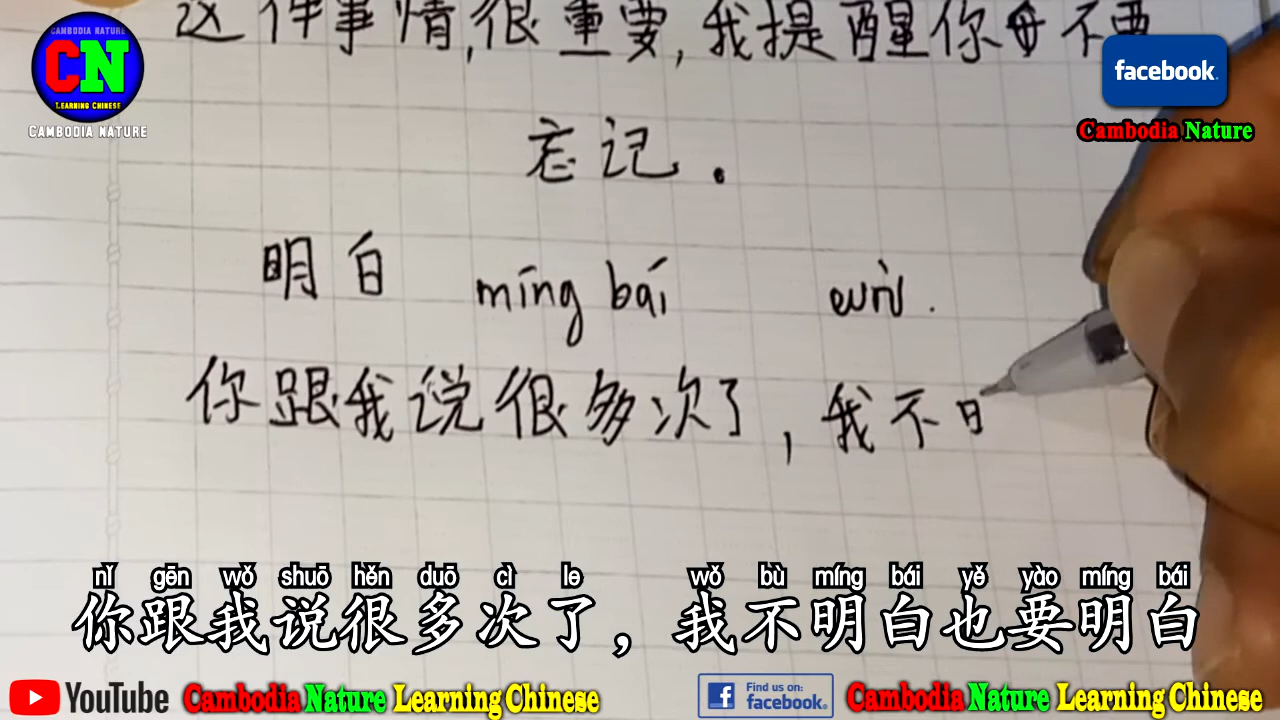 这件事情,很重要,我提醒你毋不要
忘记.
明白 míng bái
你跟我说很多次了,我不日
CN
CAMBODIA NATURE
LEARNING CHINESE
CAMBODIA NATURE
facebook
Cambodia Nature
nǐ gēn wǒ shuō hěn duō cì le wǒ bù míng bái yě yào míng bái
你跟我说很多次了，我不明白也要明白
YouTube Cambodia Nature Learning Chinese
Find us on: facebook. Cambodia Nature Learning Chinese